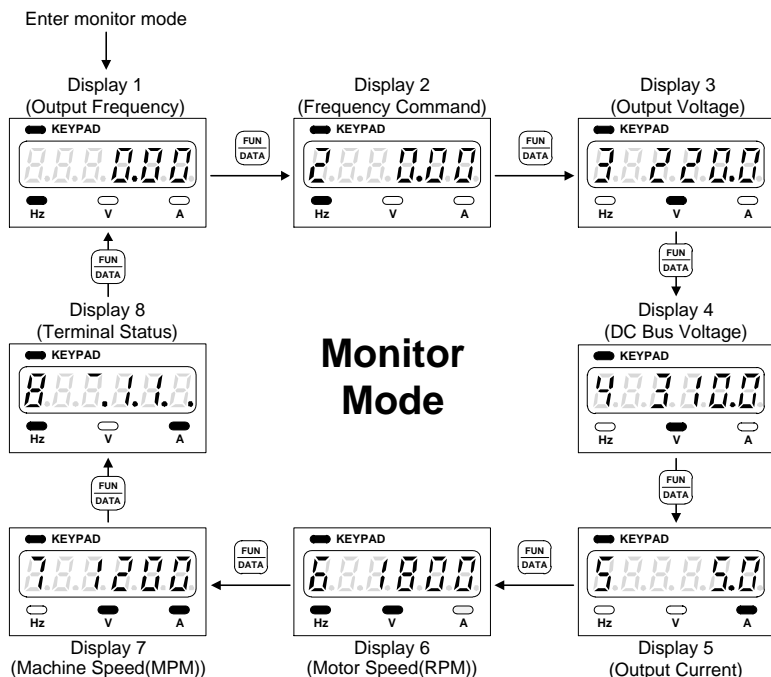 Enter monitor mode
Display 1
(Output Frequency)
KEYPAD
0.00
Hz V A
FUN
DATA
Display 2
(Frequency Command)
KEYPAD
2 0.00
Hz V A
FUN
DATA
Display 3
(Output Voltage)
KEYPAD
3 220.0
Hz V A
FUN
DATA
Display 4
(DC Bus Voltage)
KEYPAD
4 310.0
Hz V A
FUN
DATA
Display 5
(Output Current)
KEYPAD
5 5.0
Hz V A
FUN
DATA
Display 6
(Motor Speed(RPM))
KEYPAD
6 1800
Hz V A
FUN
DATA
Display 7
(Machine Speed(MPM))
KEYPAD
7 1200
Hz V A
FUN
DATA
Display 8
(Terminal Status)
KEYPAD
8 ¯.1.1. .
Hz V A
FUN
DATA
Monitor
Mode